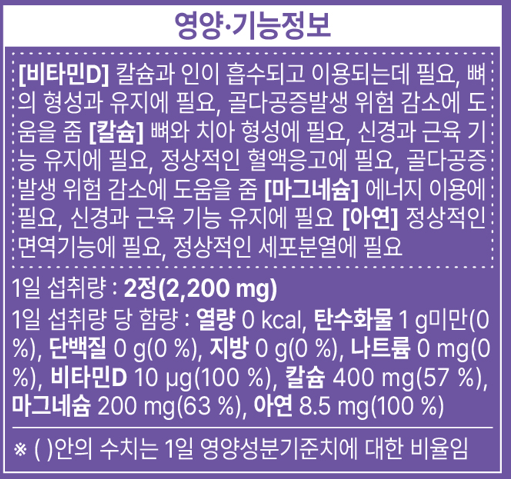 영양·기능정보
[비타민D] 칼슘과 인이 흡수되고 이용되는데 필요, 뼈
의 형성과 유지에 필요, 골다공증발생 위험 감소에 도
움을 줌 [칼슘] 뼈와 치아 형성에 필요, 신경과 근육 기
능 유지에 필요, 정상적인 혈액응고에 필요, 골다공증
발생 위험 감소에 도움을 줌 [마그네슘] 에너지 이용에
필요, 신경과 근육 기능 유지에 필요 [아연] 정상적인
면역기능에 필요, 정상적인 세포분열에 필요
1일 섭취량 : 2정(2,200 mg)
1일 섭취량 당 함량 : 열량 0 kcal, 탄수화물 1 g미만(0
%), 단백질 0 g(0 %), 지방 0 g(0 %), 나트륨 0 mg(0
%), 비타민D 10 µg(100 %), 칼슘 400 mg(57 %),
마그네슘 200 mg(63 %), 아연 8.5 mg(100 %)
※ ( )안의 수치는 1일 영양성분기준치에 대한 비율임